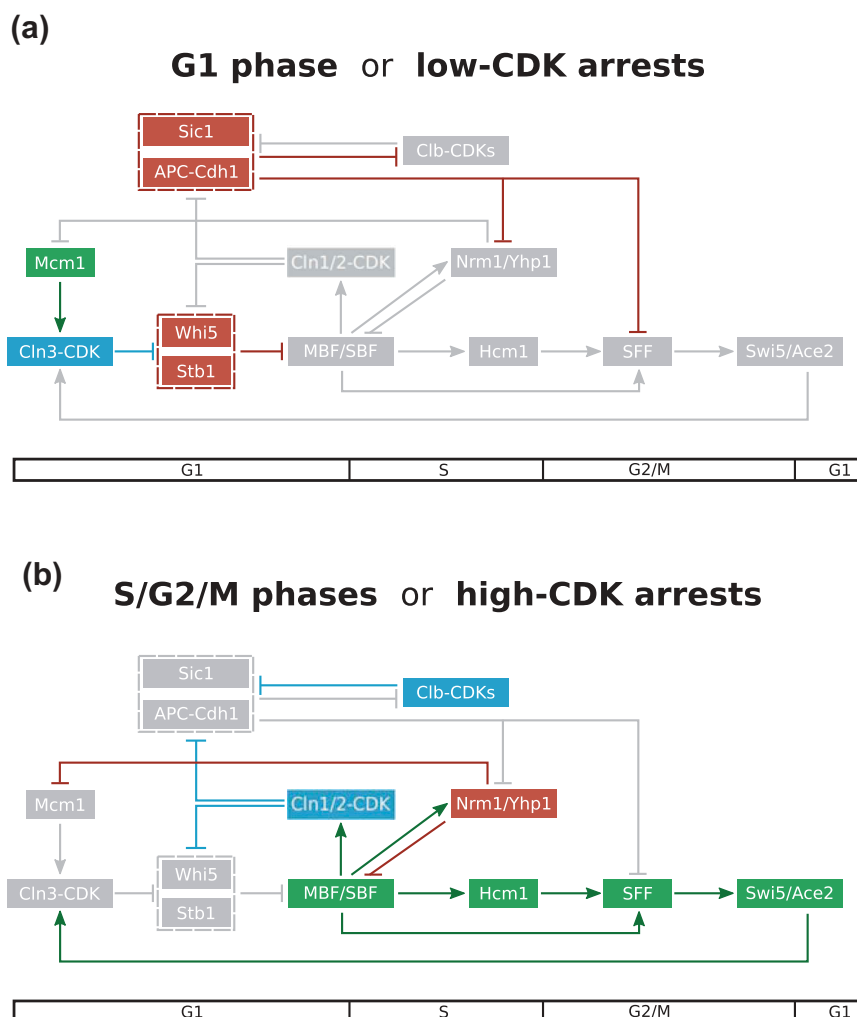 (a)
G1 phase or low-CDK arrests
Sic1
Clb-CDKs
APC-Cdh1
Mcm1
Cln1/2-CDK
Nrm1/Yhp1
Whi5
Cln3-CDK
MBF/SBF
Hcm1
SFF
Swi5/Ace2
Stb1
G1
S
G2/M
G1
(b)
S/G2/M phases or high-CDK arrests
Sic1
Clb-CDKs
APC-Cdh1
Mcm1
Cln1/2-CDK
Nrm1/Yhp1
Whi5
Cln3-CDK
MBF/SBF
Hcm1
SFF
Swi5/Ace2
Stb1
G1
S
G2/M
G1